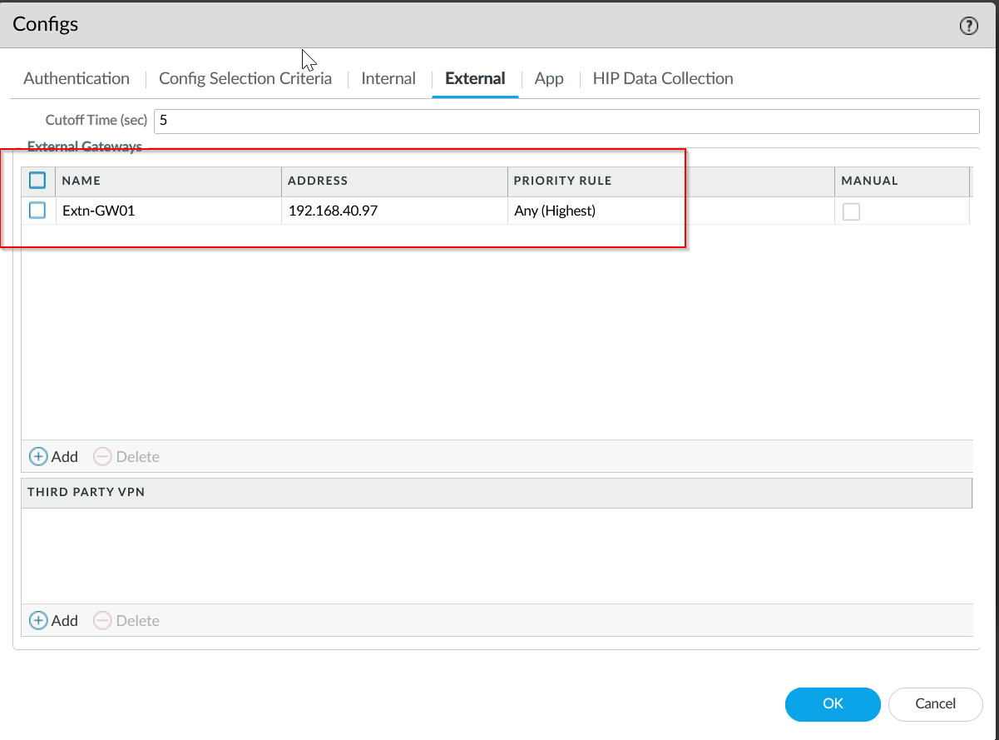 Configs
?
Authentication Config Selection Criteria Internal External App HIP Data Collection
Cutoff Time (sec) 5
External Gateways
NAME ADDRESS PRIORITY RULE MANUAL
Extn-GW01 192.168.40.97 Any (Highest)
Add Delete
THIRD PARTY VPN
Add Delete
OK Cancel